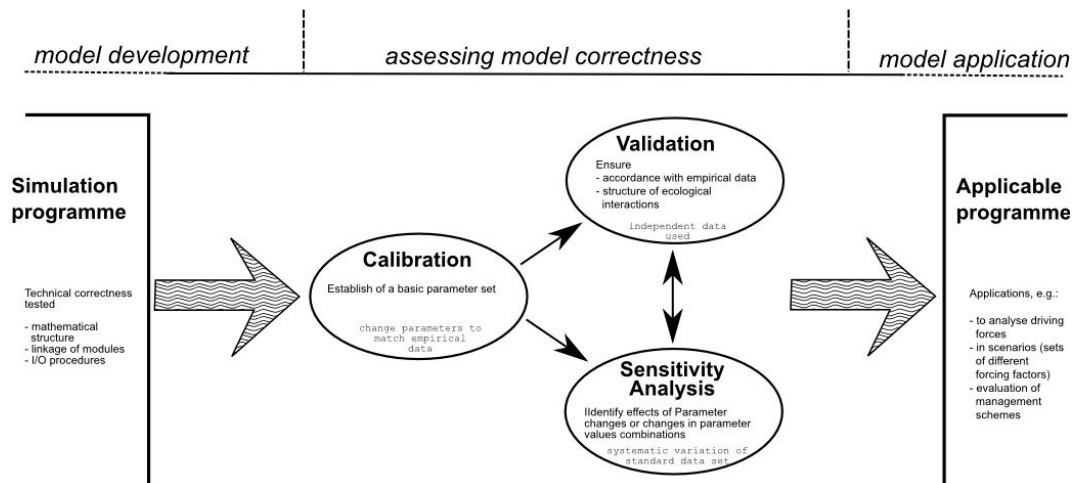 model development
assessing model correctness
model application
Simulation
programme
Technical correctness
tested
- mathematical
structure
- linkage of modules
- I/O procedures
Calibration
Establish of a basic parameter set
change parameters to
match empirical
data
Validation
Ensure
- accordance with empirical data
- structure of ecological
interactions
independent data
used
Sensitivity
Analysis
IIdentify effects of Parameter
changes or changes in parameter
values combinations
systematic variation of
standard data set
Applicable
programme
Applications, e.g.:
- to analyse driving
forces
- in scenarios (sets
of different
forcing factors)
- evaluation of
management
schemes